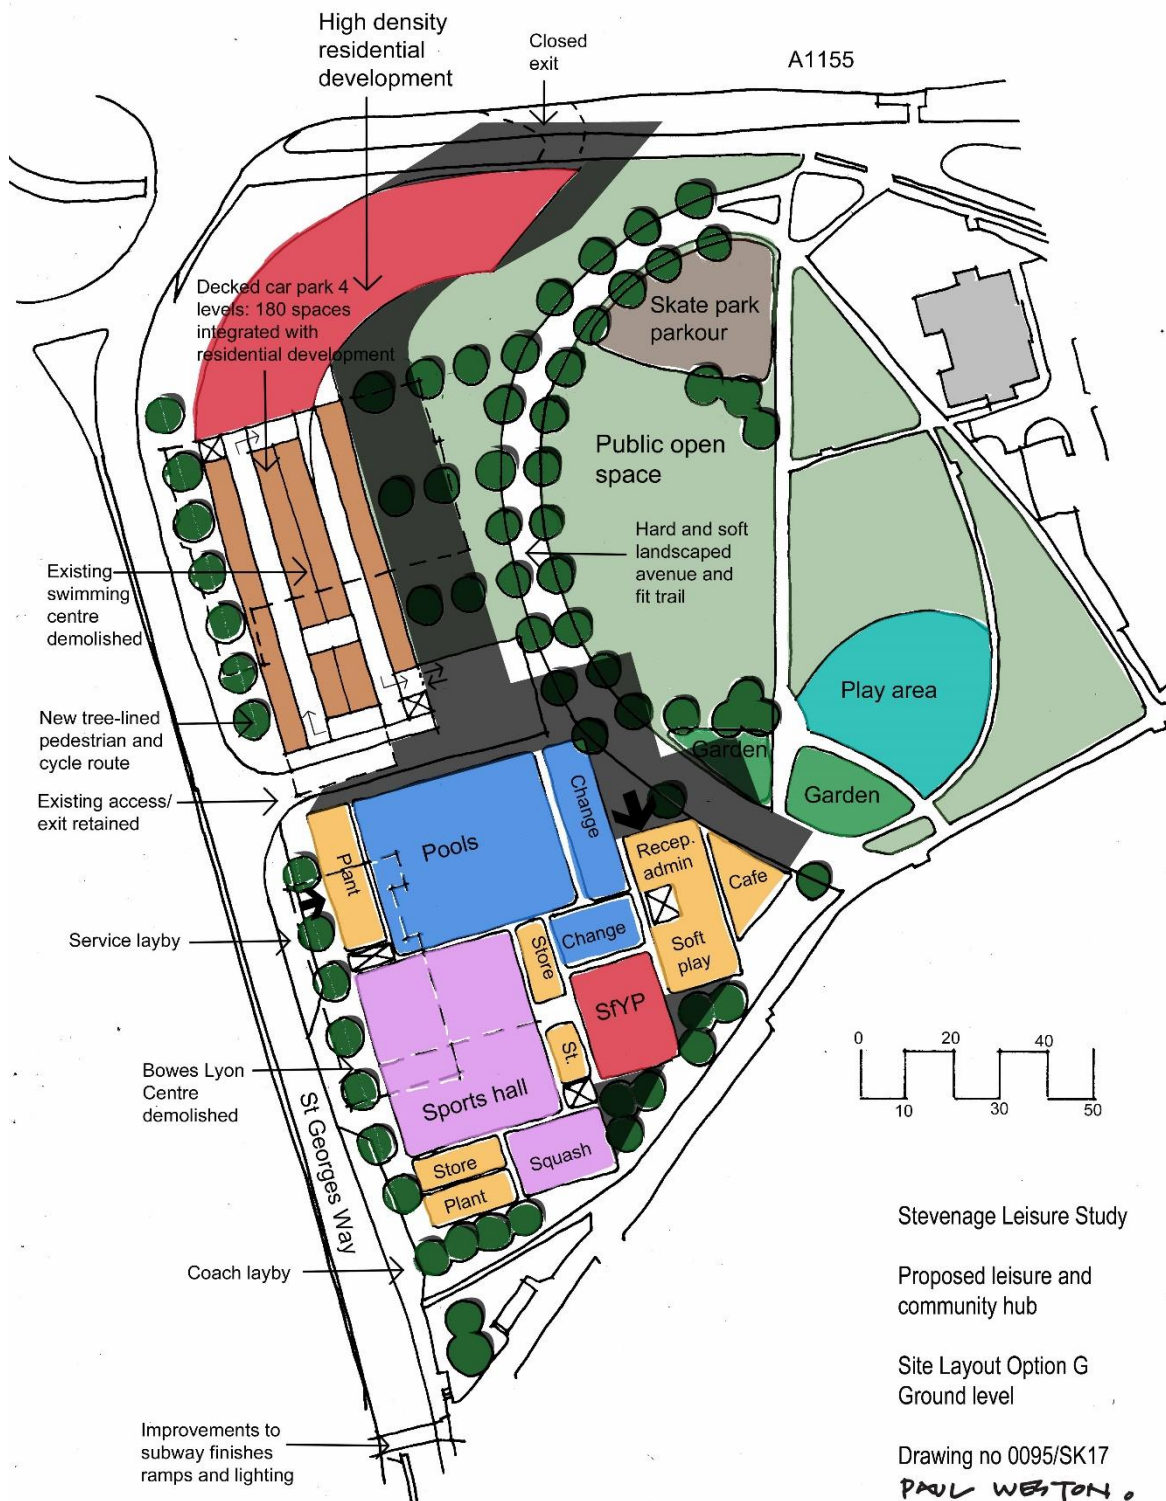 High density
residential
development
Closed
exit
A1155
Decked car park 4
levels: 180 spaces
integrated with
residential development
Skate park
parkour
Public open
space
Hard and soft
landscaped
avenue and
fit trail
Existing
swimming
centre
demolished
Play area
New tree-lined
pedestrian and
cycle route
Garden
Garden
Existing access/
exit retained
Change
Pools
Plant
Recep.
admin
Cafe
Service layby
Store
Change
Soft
play
SfYP
St.
Bowes Lyon
Centre
demolished
Sports hall
St Georges Way
Squash
Store
Plant
Coach layby
0 20 40
10 30 50
Improvements to
subway finishes
ramps and lighting
Stevenage Leisure Study
Proposed leisure and
community hub
Site Layout Option G
Ground level
Drawing no 0095/SK17
PAUL WESTON.